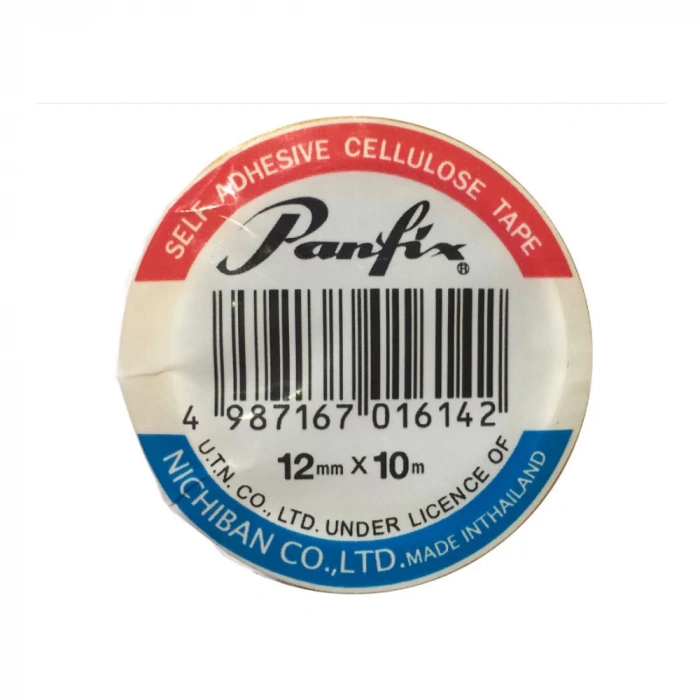 SELF ADHESIVE CELLULOSE TAPE
Panfix®
4 987167 016142
12mm X 10m
U.T.N. CO., LTD. UNDER LICENCE OF
NICHIBAN CO.,LTD. MADE INTHAILAND